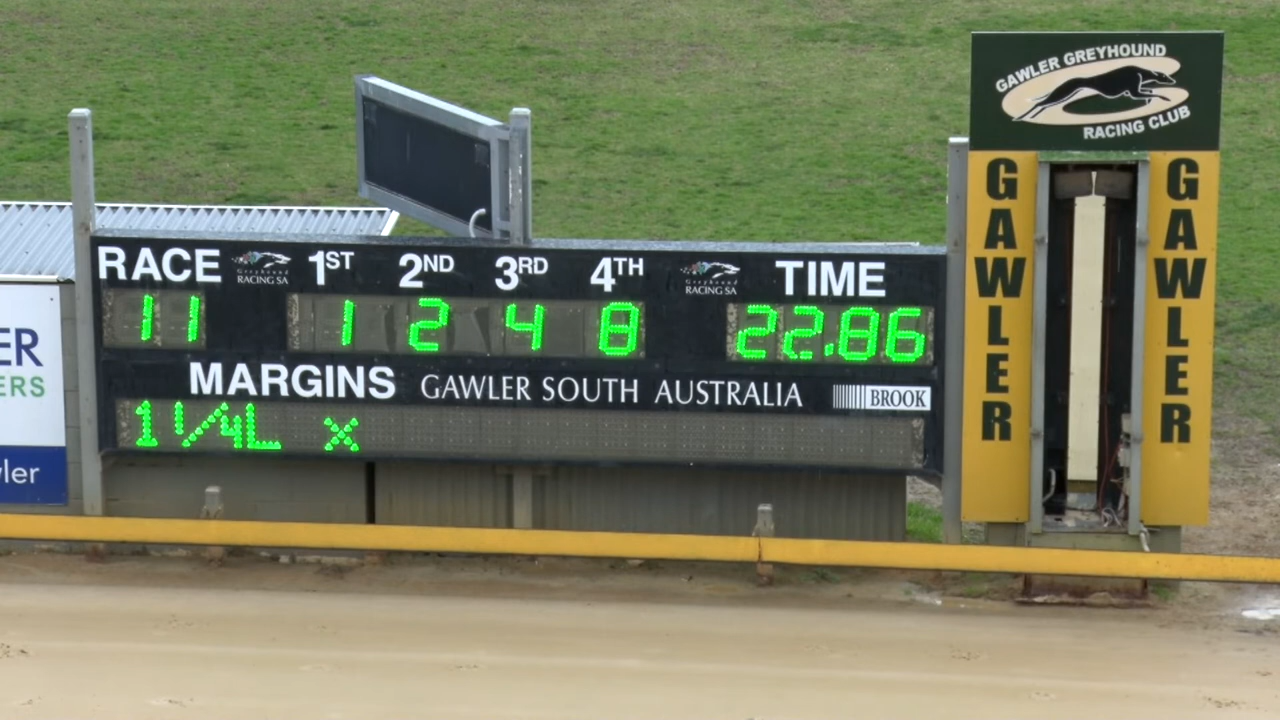 GAWLER GREYHOUND
RACING CLUB
RACE
Greyhound
RACING SA
1ST
2ND
3RD
4TH
Greyhound
RACING SA
TIME
11
1
2
4
8
22.86
MARGINS
GAWLER SOUTH AUSTRALIA
BROOK
1 1/4L x
GAWLER
GAWLER
ER
ERS
ler